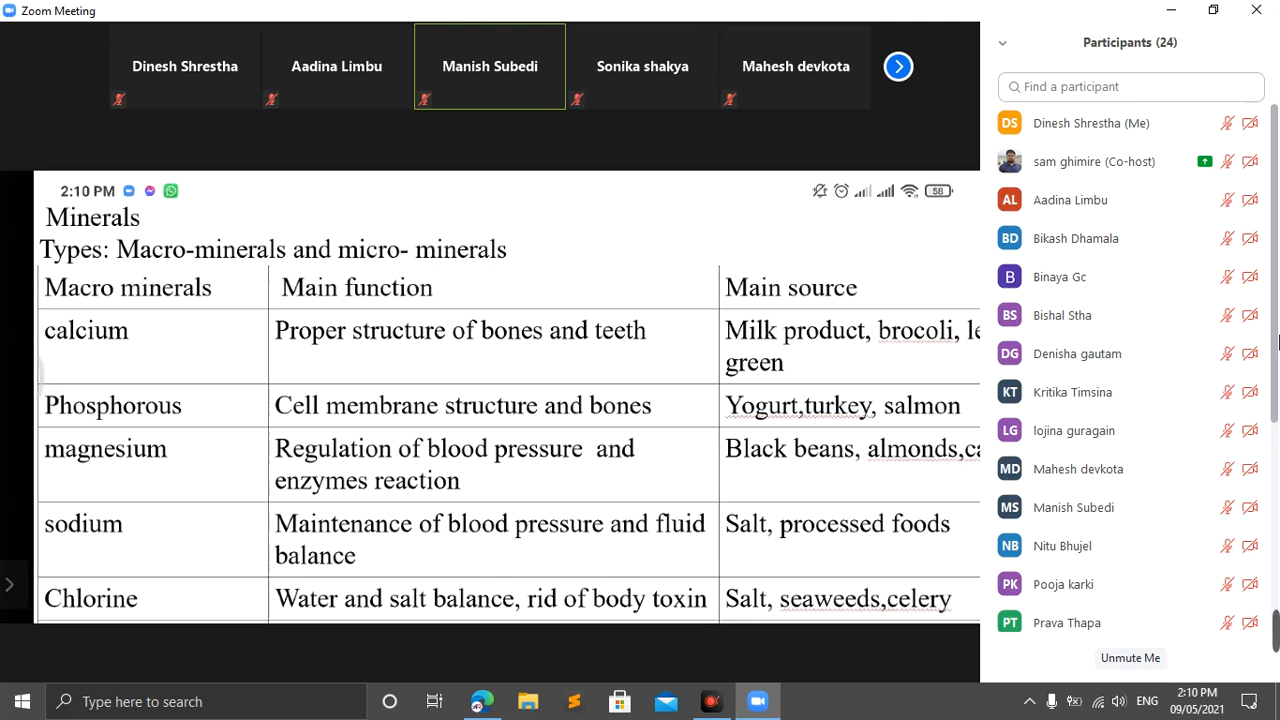 Zoom Meeting
Dinesh Shrestha
Aadina Limbu
Manish Subedi
Sonika shakya
Mahesh devkota
2:10 PM
58
Minerals
Types: Macro-minerals and micro- minerals
Macro minerals
Main function
Main source
calcium
Proper structure of bones and teeth
Milk product, brocoli, le
green
Phosphorous
Cell membrane structure and bones
Yogurt,turkey, salmon
magnesium
Regulation of blood pressure and
enzymes reaction
Black beans, almonds,ca
sodium
Maintenance of blood pressure and fluid
balance
Salt, processed foods
Chlorine
Water and salt balance, rid of body toxin
Salt, seaweeds,celery
Participants (24)
Find a participant
DS Dinesh Shrestha (Me)
sam ghimire (Co-host)
AL Aadina Limbu
BD Bikash Dhamala
B Binaya Gc
BS Bishal Stha
DG Denisha gautam
KT Kritika Timsina
LG lojina guragain
MD Mahesh devkota
MS Manish Subedi
NB Nitu Bhujel
PK Pooja karki
PT Prava Thapa
Unmute Me
Type here to search
ENG
2:10 PM
09/05/2021